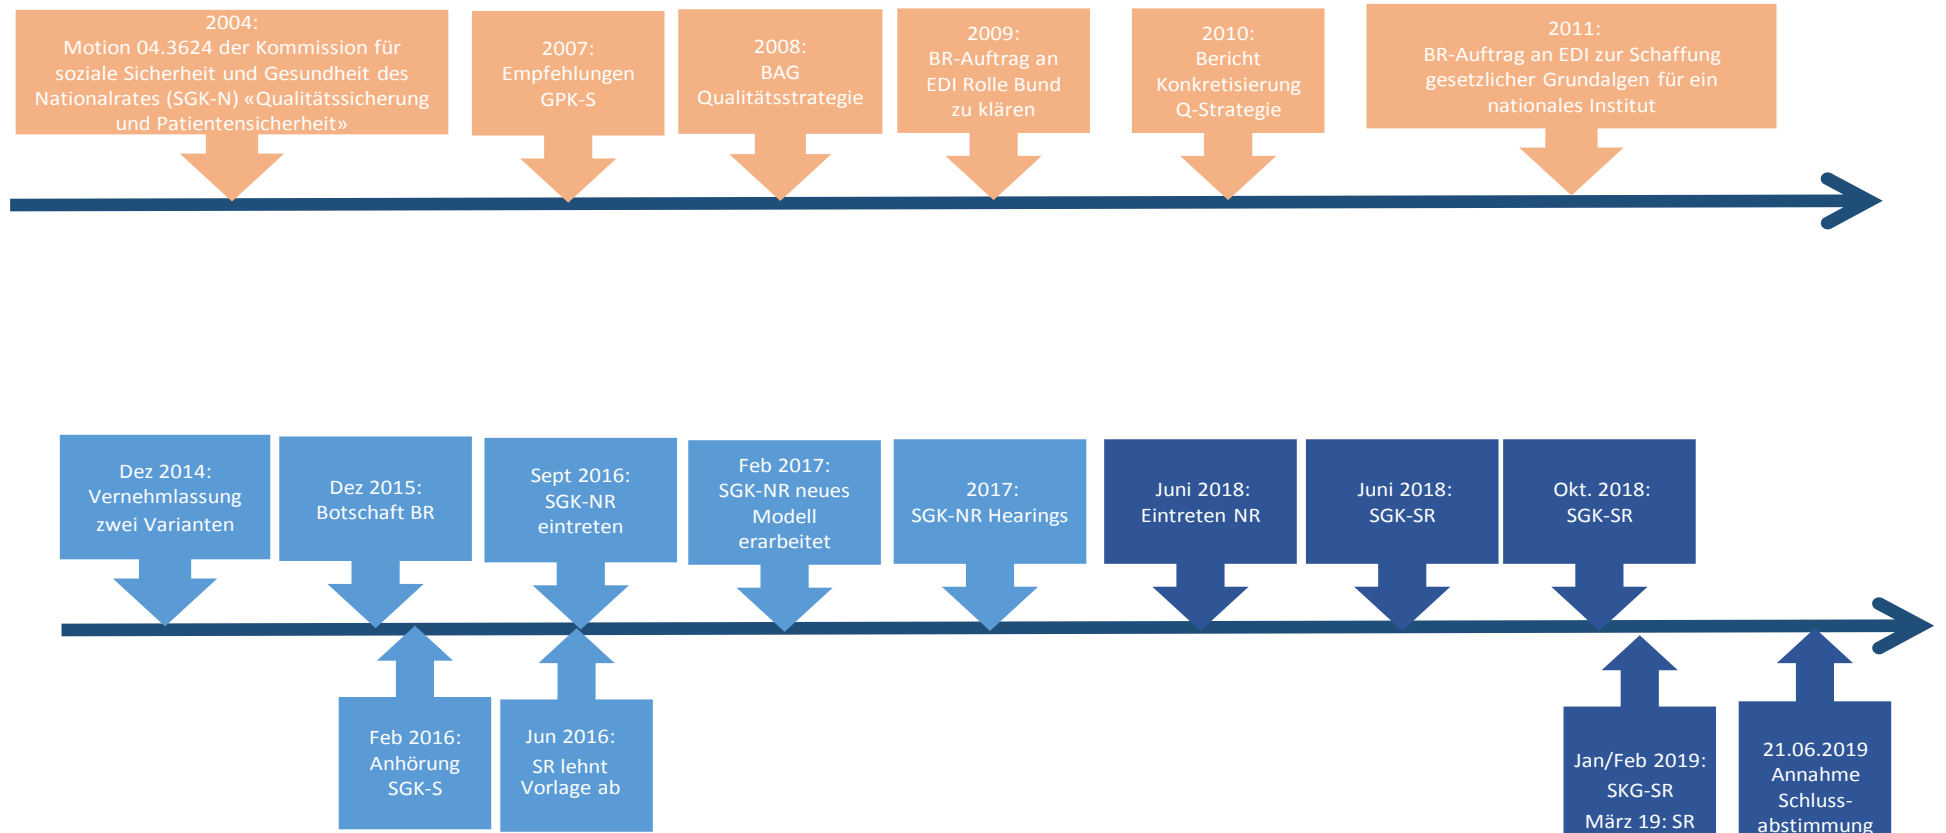 2004:
Motion 04.3624 der Kommission für
soziale Sicherheit und Gesundheit des
Nationalrates (SGK-N) «Qualitätssicherung
und Patientensicherheit»
2007:
Empfehlungen
GPK-S
2008:
BAG
Qualitätsstrategie
2009:
BR-Auftrag an
EDI Rolle Bund
zu klären
2010:
Bericht
Konkretisierung
Q-Strategie
2011:
BR-Auftrag an EDI zur Schaffung
gesetzlicher Grundalgen für ein
nationales Institut
Dez 2014:
Vernehmlassung
zwei Varianten
Dez 2015:
Botschaft BR
Sept 2016:
SGK-NR
eintreten
Feb 2017:
SGK-NR neues
Modell
erarbeitet
2017:
SGK-NR Hearings
Juni 2018:
Eintreten NR
Juni 2018:
SGK-SR
Okt. 2018:
SGK-SR
Feb 2016:
Anhörung
SGK-S
Jun 2016:
SR lehnt
Vorlage ab
Jan/Feb 2019:
SKG-SR
März 19: SR
21.06.2019
Annahme
Schluss-
abstimmung